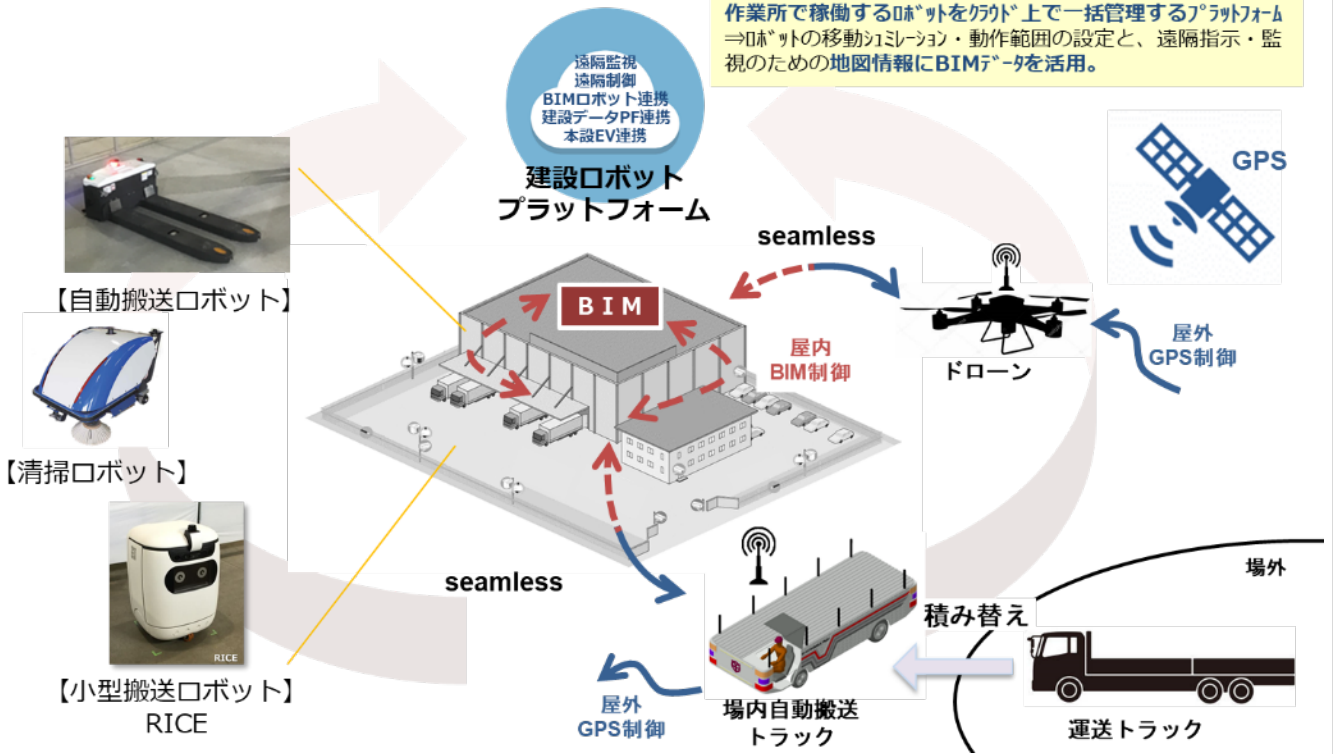 作業所で稼働するﾛﾎﾞｯﾄをｸﾗｳﾄﾞ上で一括管理するﾌﾟﾗｯﾄﾌｫｰﾑ
⇒ﾛﾎﾞｯﾄの移動ｼｭﾐﾚｰｼｮﾝ・動作範囲の設定と、遠隔指示・監
視のための地図情報にBIMﾃﾞｰﾀを活用。
遠隔監視
遠隔制御
BIMロボット連携
建設データPF連携
本設EV連携
建設ロボット
プラットフォーム
GPS
seamless
【自動搬送ロボット】
BIM
屋内
BIM制御
ドローン
屋外
GPS制御
【清掃ロボット】
seamless
場外
積み替え
RICE
【小型搬送ロボット】
RICE
屋外
GPS制御
場内自動搬送
トラック
運送トラック